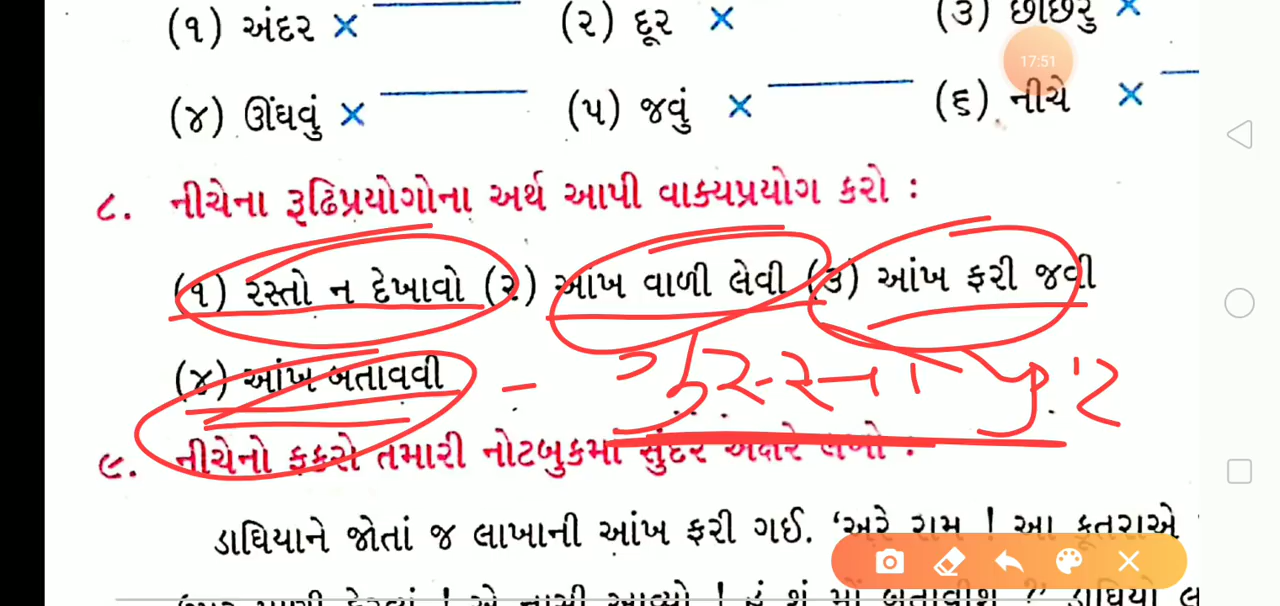 (૧) અંદર × (૨) દૂર × (૩) છીછરું ×
17:51
(૪) ઊંઘવું × (૫) જવું × (૬) નીચે ×
૮. નીચેના રૂઢિપ્રયોગોના અર્થ આપી વાક્યપ્રયોગ કરો :
(૧) રસ્તો ન દેખાવો (૨) આંખ વાળી લેવી (૩) આંખ ફરી જવી
(૪) આંખ બતાવવી –
૯. નીચેનો ફકરો તમારી નોટબુકમાં સુંદર અક્ષરે લખો :
ડાઘિયાને જોતાં જ લાખાની આંખ ફરી ગઈ. ‘અરે રામ ! આ કૂતરાએ